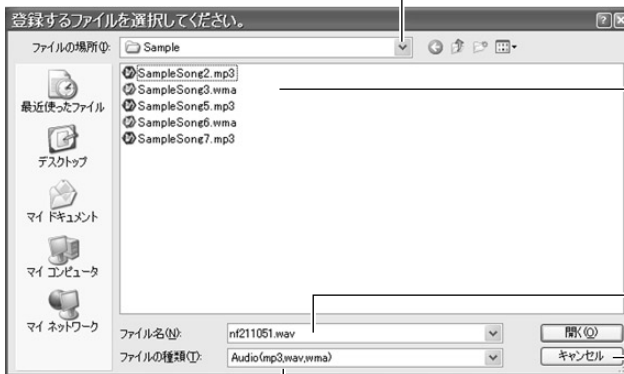 登録するファイルを選択してください。
ファイルの場所(I):
Sample
SampleSong2.mp3
SampleSong3.wma
SampleSong5.mp3
SampleSong6.wma
SampleSong7.mp3
最近使ったファイル
デスクトップ
マイ ドキュメント
マイ コンピュータ
マイ ネットワーク
ファイル名(N):
nf211051.wav
開く(O)
ファイルの種類(T):
Audio(mp3,wav,wma)
キャンセル